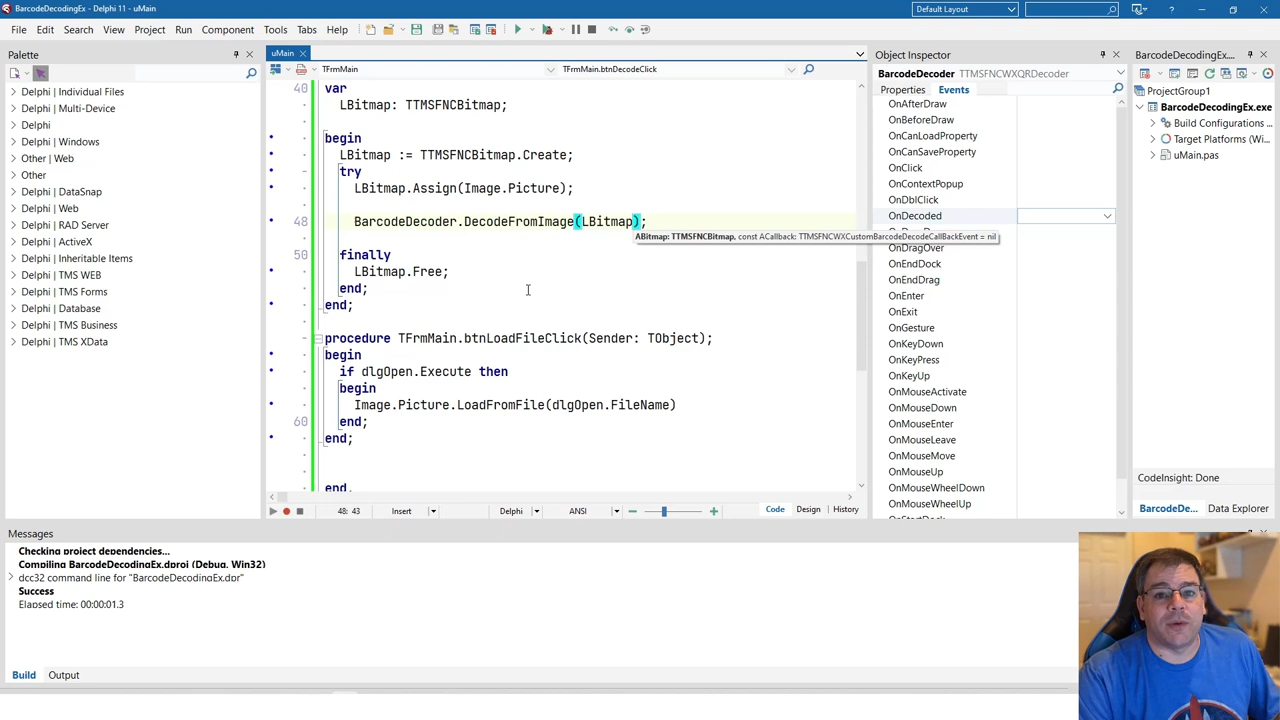 BarcodeDecodingEx - Delphi 11 - uMain
Default Layout
File Edit Search View Project Run Component Tools Tabs Help
Palette
Delphi | Individual Files
Delphi | Multi-Device
Delphi
Delphi | Windows
Other | Web
Other
Delphi | DataSnap
Delphi | Web
Delphi | RAD Server
Delphi | ActiveX
Delphi | Inheritable Items
Delphi | TMS WEB
Delphi | TMS Forms
Delphi | Database
Delphi | TMS Business
Delphi | TMS XData
uMain
TFrmMain
TFrmMain.btnDecodeClick
40 var
LBitmap: TTMSFNCBitmap;
begin
LBitmap := TTMSFNCBitmap.Create;
try
LBitmap.Assign(Image.Picture);
48 BarcodeDecoder.DecodeFromImage(LBitmap);
ABitmap: TTMSFNCBitmap, const ACallback: TTMSFNCWXCustomBarcodeDecodeCallBackEvent = nil
50 finally
LBitmap.Free;
end;
end;
procedure TFrmMain.btnLoadFileClick(Sender: TObject);
begin
if dlgOpen.Execute then
begin
Image.Picture.LoadFromFile(dlgOpen.FileName)
60 end;
end;
end.
48: 43 Insert Delphi ANSI Code Design History
Object Inspector
BarcodeDecoder TTMSFNCWXQRDecoder
Properties Events
OnAfterDraw
OnBeforeDraw
OnCanLoadProperty
OnCanSaveProperty
OnClick
OnContextPopup
OnDblClick
OnDecoded
OnDragOver
OnEndDock
OnEndDrag
OnEnter
OnExit
OnGesture
OnKeyDown
OnKeyPress
OnKeyUp
OnMouseActivate
OnMouseDown
OnMouseEnter
OnMouseLeave
OnMouseMove
OnMouseUp
OnMouseWheelDown
OnMouseWheelUp
BarcodeDecodingEx...
ProjectGroup1
BarcodeDecodingEx.exe
Build Configurations ...
Target Platforms (Wi...
uMain.pas
CodeInsight: Done
BarcodeDe... Data Explorer
Messages
Checking project dependencies...
Compiling BarcodeDecodingEx.dproj (Debug, Win32)
dcc32 command line for "BarcodeDecodingEx.dpr"
Success
Elapsed time: 00:00:01.3
Build Output